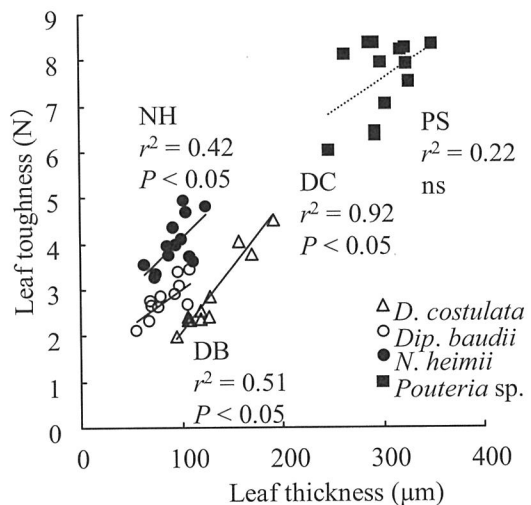 9
8
7
6
5
4
3
2
1
0
Leaf toughness (N)
NH
r² = 0.42
P < 0.05
PS
r² = 0.22
ns
DC
r² = 0.92
P < 0.05
DB
r² = 0.51
P < 0.05
D. costulata
Dip. baudii
N. heimii
Pouteria sp.
0 100 200 300 400
Leaf thickness (μm)